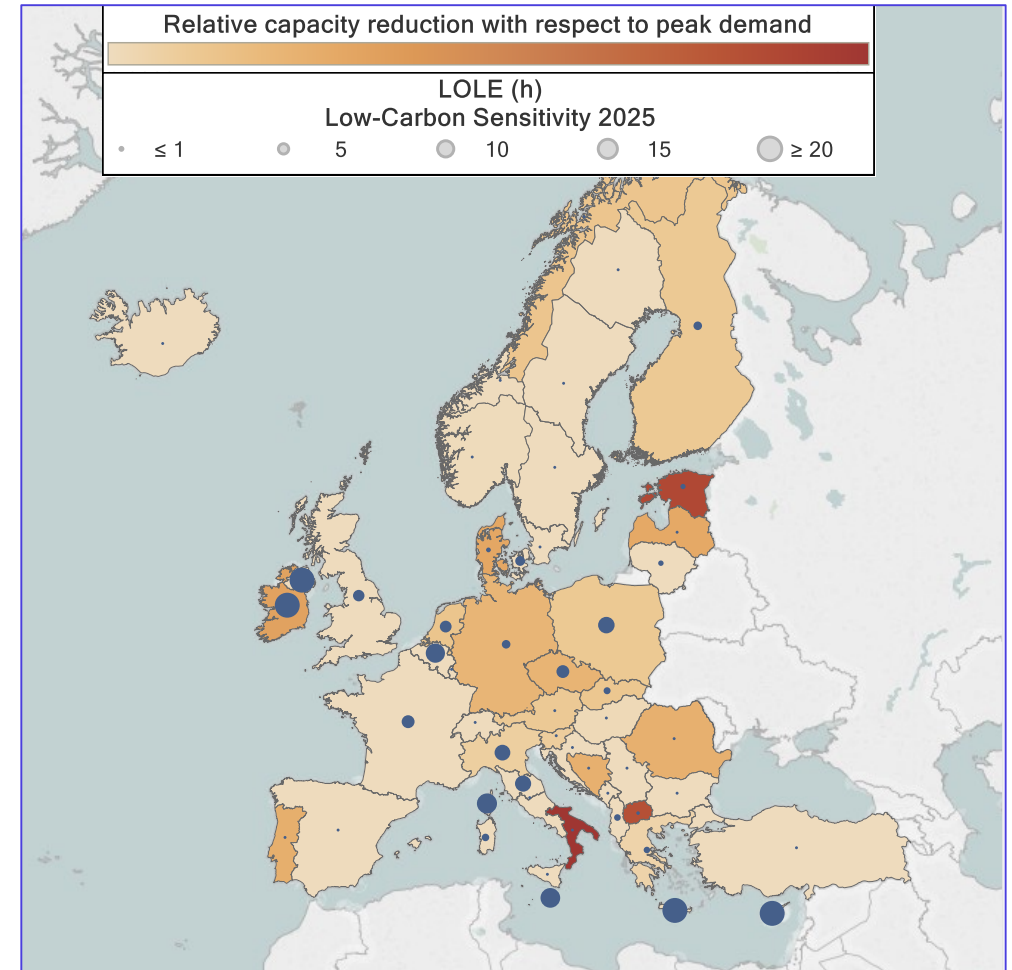 Relative capacity reduction with respect to peak demand
LOLE (h)
Low-Carbon Sensitivity 2025
≤ 1 5 10 15 ≥ 20